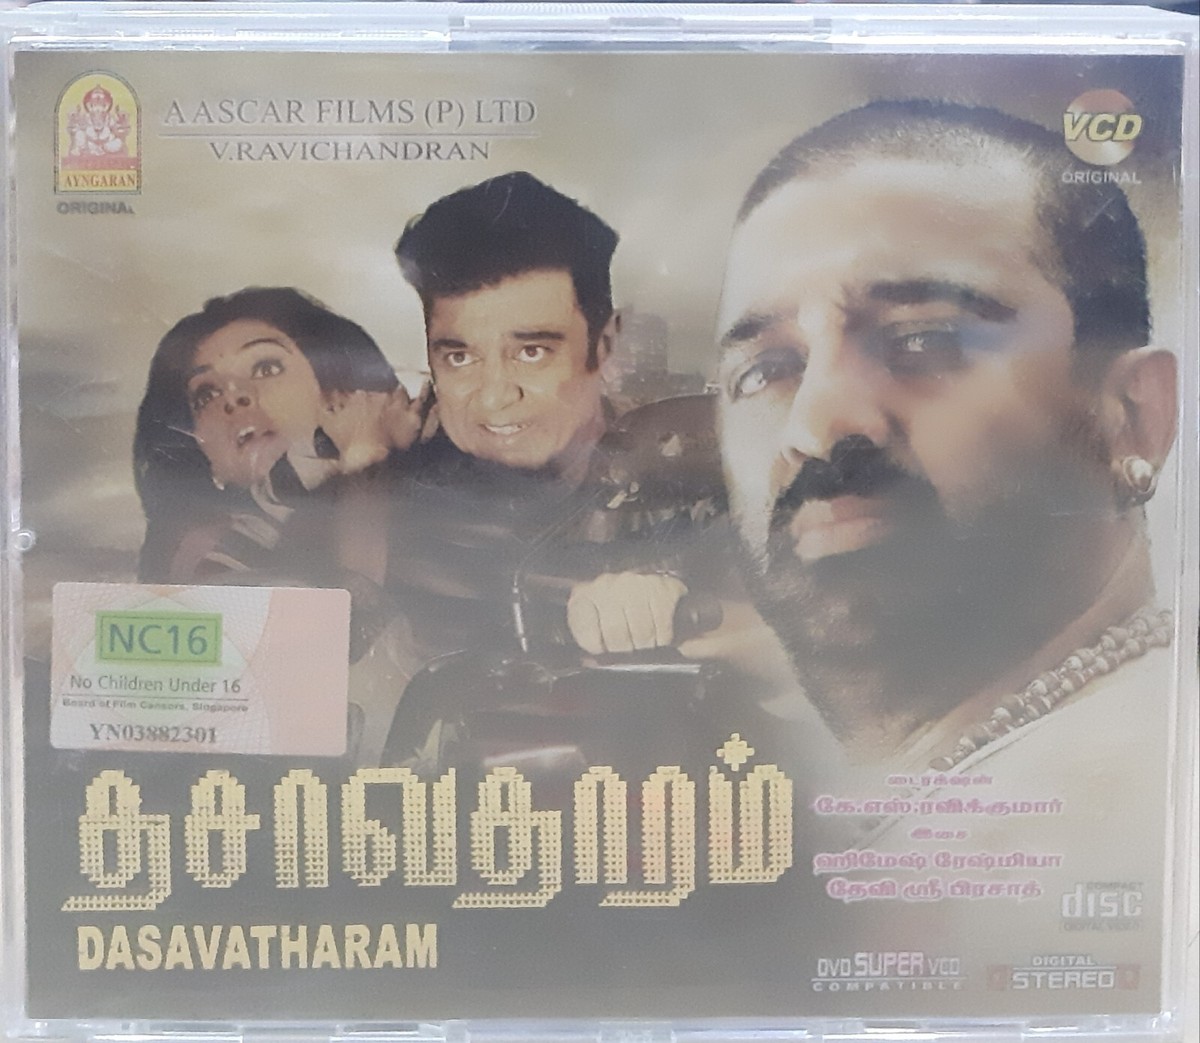 AASCAR FILMS (P) LTD
V.RAVICHANDRAN
AYNGARAN
ORIGINAL
VCD
ORIGINAL
NC16
No Children Under 16
Board of Film Censors, Singapore
YN03882301
தசாவதாரம்
DASAVATHARAM
டைரக்ஷன்
கே.எஸ்.ரவிக்குமார்
இசை
ஹிமேஷ் ரேஷ்மியா
தேவி ஸ்ரீ பிரசாத்
COMPACT
disc
DIGITAL VIDEO
DVD SUPER VCD
COMPATIBLE
DIGITAL
STEREO